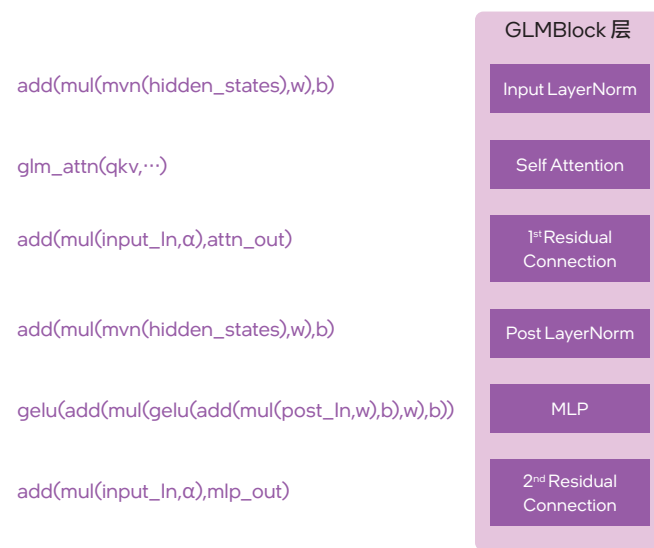 GLMBlock 层
add(mul(mvn(hidden_states),w),b)
Input LayerNorm
glm_attn(qkv,⋯)
Self Attention
add(mul(input_ln,α),attn_out)
1st Residual
Connection
add(mul(mvn(hidden_states),w),b)
Post LayerNorm
gelu(add(mul(gelu(add(mul(post_ln,w),b),w),b))
MLP
add(mul(input_ln,α),mlp_out)
2nd Residual
Connection